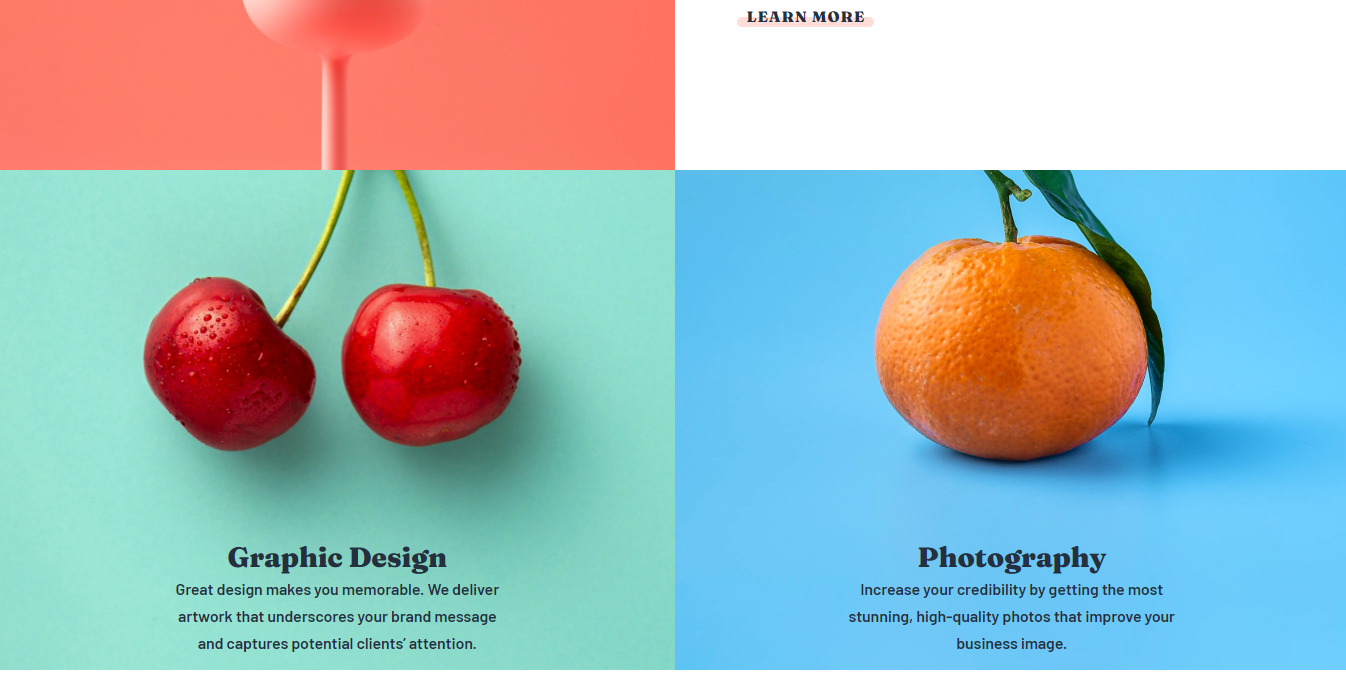 LEARN MORE
Graphic Design
Great design makes you memorable. We deliver
artwork that underscores your brand message
and captures potential clients’ attention.
Photography
Increase your credibility by getting the most
stunning, high-quality photos that improve your
business image.